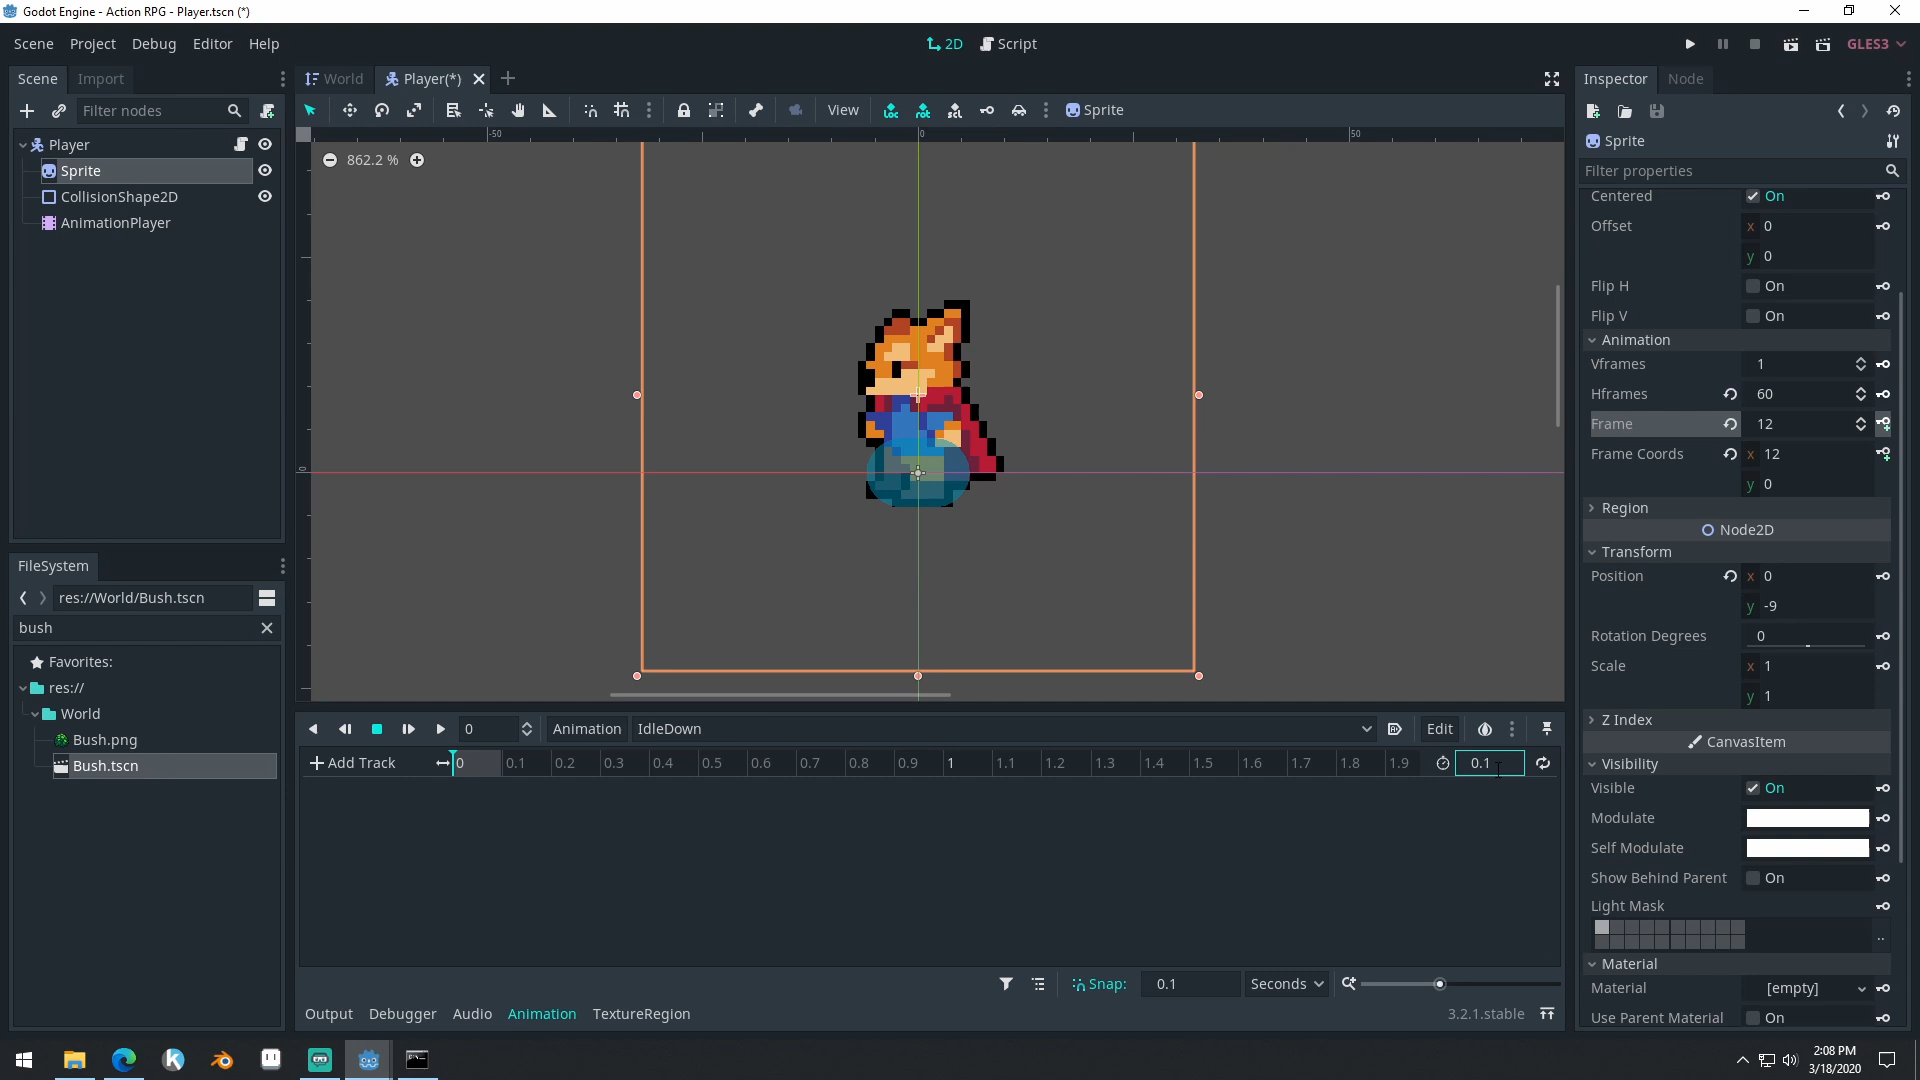 Godot Engine - Action RPG - Player.tscn (*)
Scene Project Debug Editor Help
2D Script
GLES3
Scene Import
Filter nodes
Player
Sprite
CollisionShape2D
AnimationPlayer
FileSystem
res://World/Bush.tscn
bush
Favorites:
res://
World
Bush.png
Bush.tscn
World Player(*)
View Sprite
-50 0 50
862.2 %
0
0 Animation IdleDown Edit
Add Track 0 0.1 0.2 0.3 0.4 0.5 0.6 0.7 0.8 0.9 1 1.1 1.2 1.3 1.4 1.5 1.6 1.7 1.8 1.9 0.1
Snap: 0.1 Seconds
Output Debugger Audio Animation TextureRegion 3.2.1.stable
Inspector Node
Sprite
Filter properties
Centered On
Offset x 0
y 0
Flip H On
Flip V On
Animation
Vframes 1
Hframes 60
Frame 12
Frame Coords x 12
y 0
Region
Node2D
Transform
Position x 0
y -9
Rotation Degrees 0
Scale x 1
y 1
Z Index
CanvasItem
Visibility
Visible On
Modulate
Self Modulate
Show Behind Parent On
Light Mask
..
Material
Material [empty]
Use Parent Material On
2:08 PM
3/18/2020